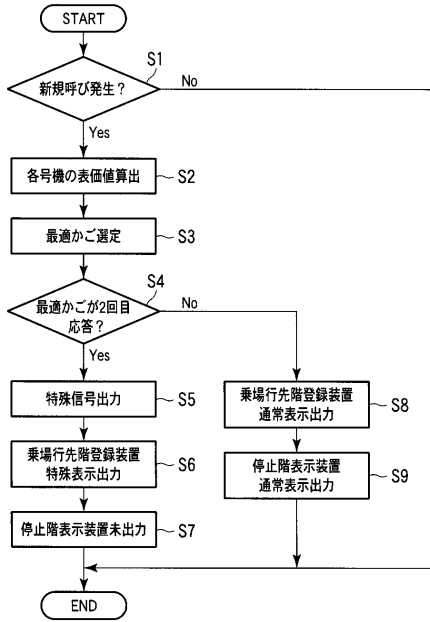 START
S1
新規呼び発生？
No
Yes
各号機の表価値算出
S2
最適かご選定
S3
S4
最適かごが2回目
応答？
No
Yes
特殊信号出力
S5
乗場行先階登録装置
特殊表示出力
S6
停止階表示装置未出力
S7
乗場行先階登録装置
通常表示出力
S8
停止階表示装置
通常表示出力
S9
END